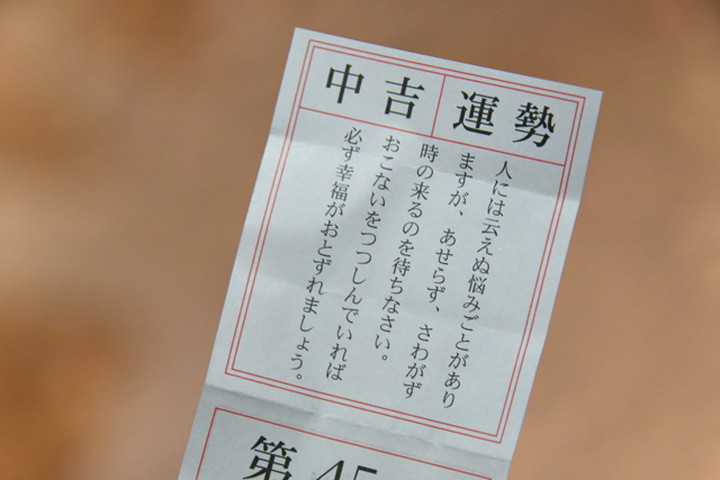 運勢
中吉
人には云えぬ悩みごとがあり
ますが、あせらず、さわがず
時の来るのを待ちなさい。
おこないをつつしんでいれば
必ず幸福がおとずれましょう。
第45